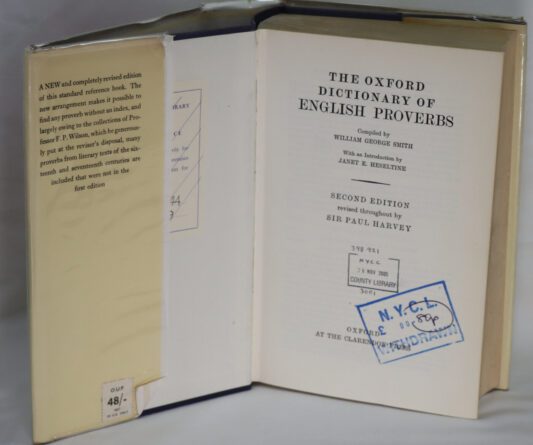 A NEW and completely revised edition
of this standard reference book. The
new arrangement makes it possible to
find any proverb without an index, and
largely owing to the collections of Pro-
fessor F. P. Wilson, which he generous-
ly put at the reviser's disposal, many
proverbs from literary texts of the six-
teenth and seventeenth centuries are
included that were not in the
first edition
OUP
48/-
NET
THE OXFORD
DICTIONARY OF
ENGLISH PROVERBS
Compiled by
WILLIAM GEORGE SMITH
With an Introduction by
JANET E. HESELTINE
SECOND EDITION
revised throughout by
SIR PAUL HARVEY
NYCC
NOV
COUNTY LIBRARY
N.Y.C.L.
£
WITHDRAWN
OXFORD
AT THE CLARENDON PRESS